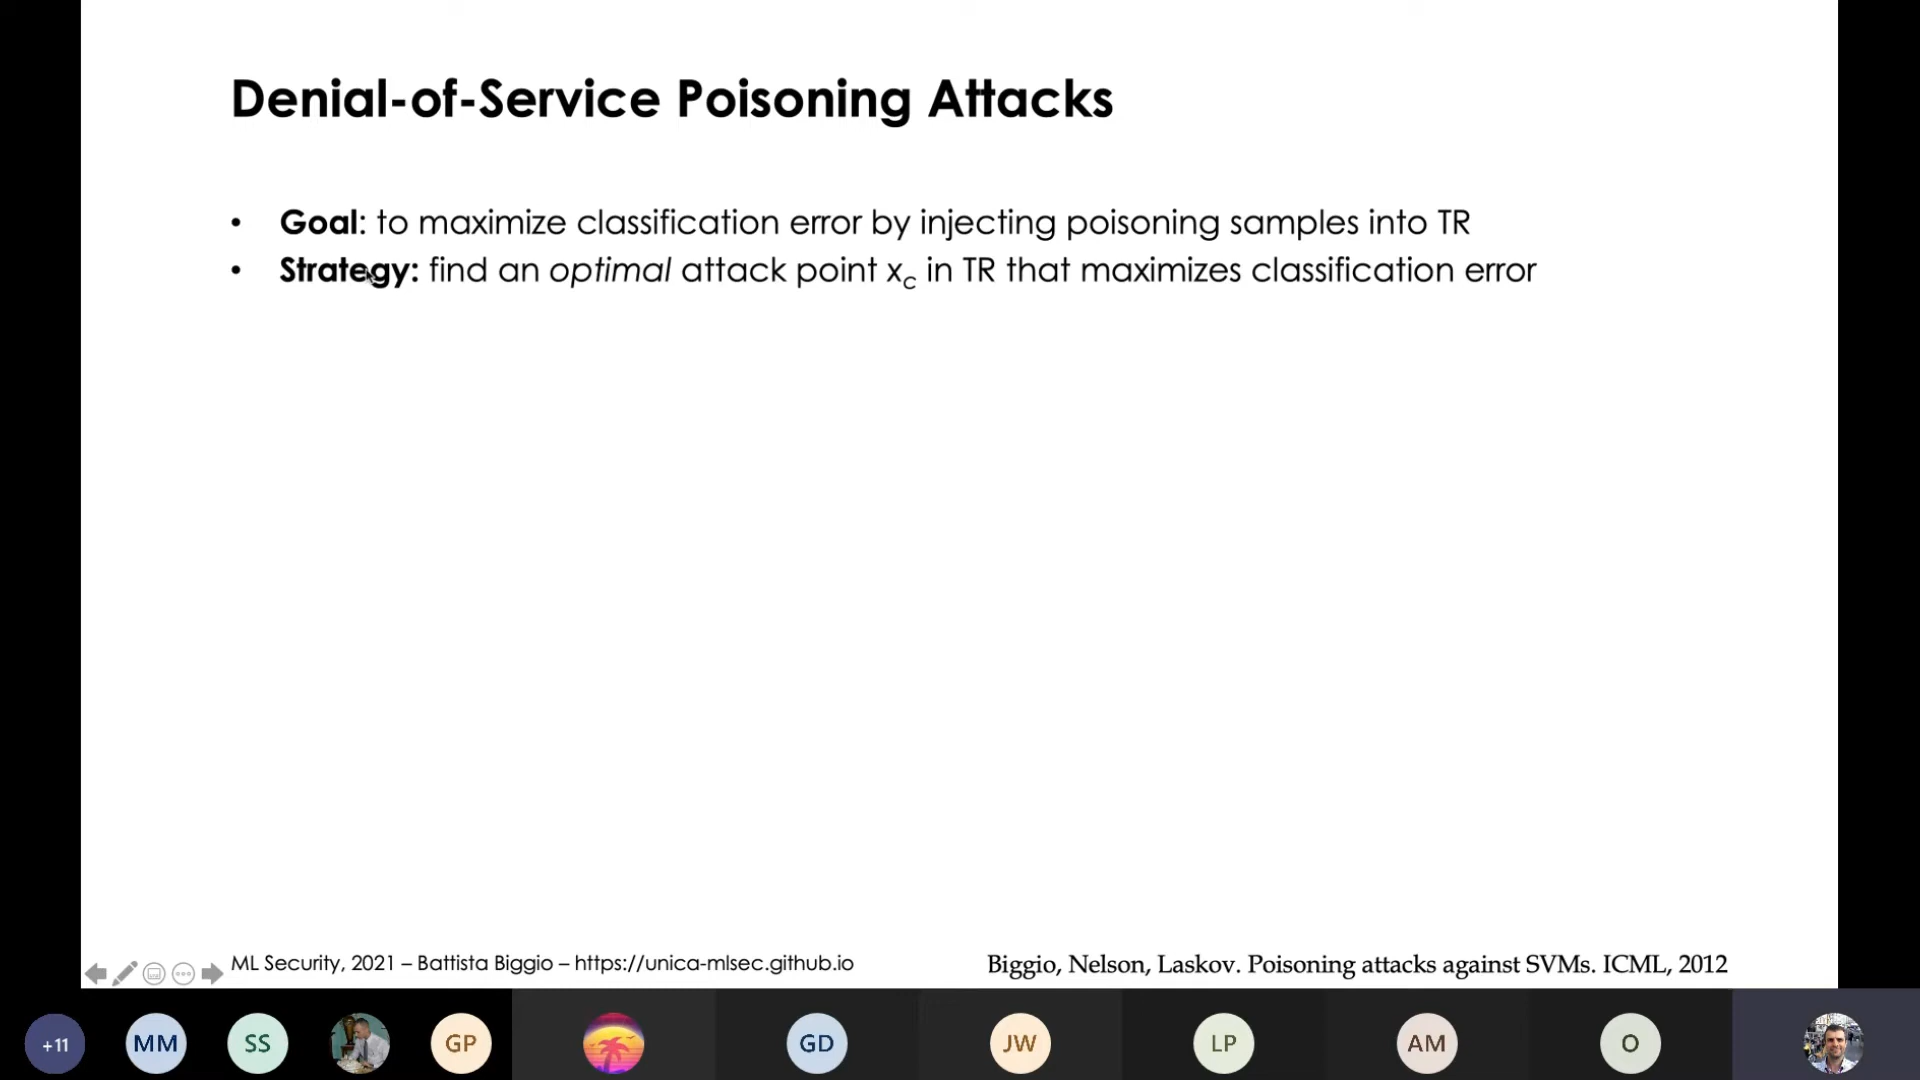 Denial-of-Service Poisoning Attacks
• Goal: to maximize classification error by injecting poisoning samples into TR
• Strategy: find an optimal attack point xc in TR that maximizes classification error
ML Security, 2021 – Battista Biggio – https://unica-mlsec.github.io
Biggio, Nelson, Laskov. Poisoning attacks against SVMs. ICML, 2012
+11 MM SS GP GD JW LP AM O